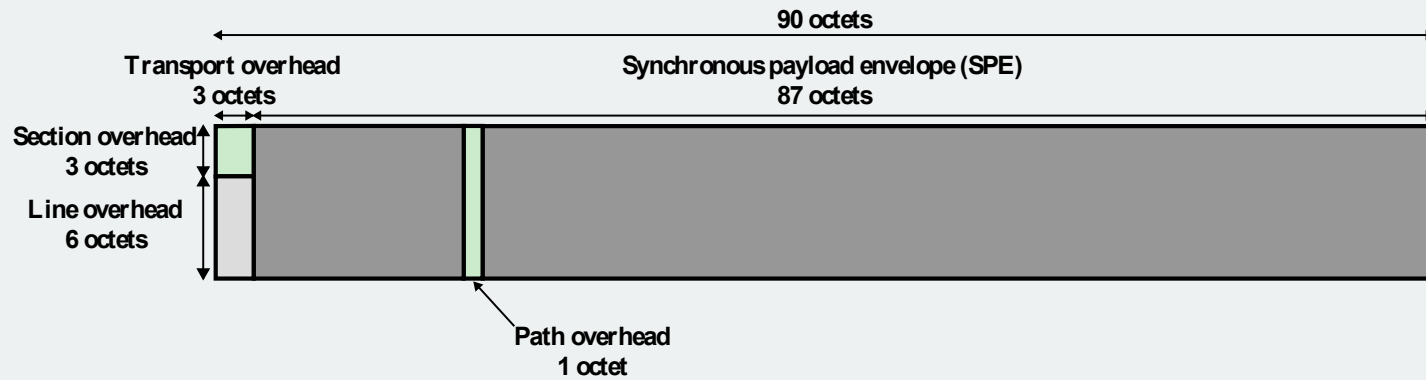 90 octets
Transport overhead
3 octets
Synchronous payload envelope (SPE)
87 octets
Section overhead
3 octets
Line overhead
6 octets
Path overhead
1 octet